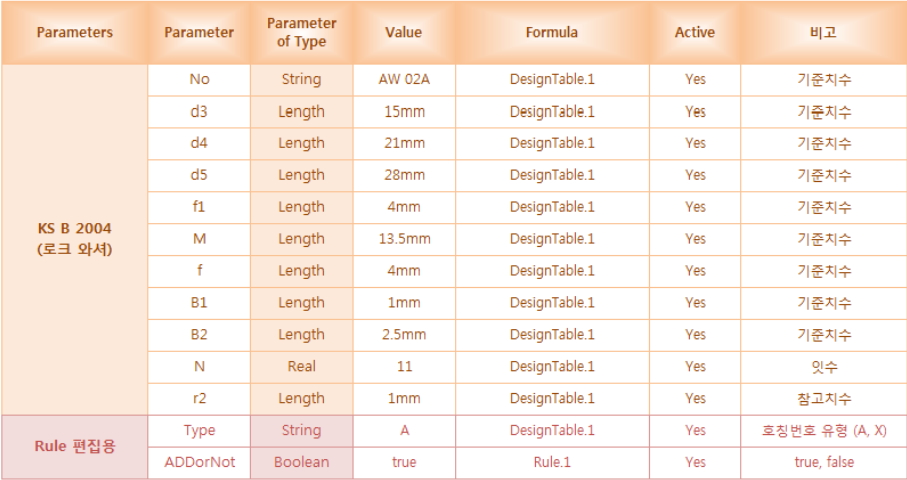 Parameters Parameter Parameter of Type Value Formula Active 비고
KS B 2004 (로크 와셔)
No String AW 02A DesignTable.1 Yes 기준치수
d3 Length 15mm DesignTable.1 Yes 기준치수
d4 Length 21mm DesignTable.1 Yes 기준치수
d5 Length 28mm DesignTable.1 Yes 기준치수
f1 Length 4mm DesignTable.1 Yes 기준치수
M Length 13.5mm DesignTable.1 Yes 기준치수
f Length 4mm DesignTable.1 Yes 기준치수
B1 Length 1mm DesignTable.1 Yes 기준치수
B2 Length 2.5mm DesignTable.1 Yes 기준치수
N Real 11 DesignTable.1 Yes 잇수
r2 Length 1mm DesignTable.1 Yes 참고치수
Rule 편집용
Type String A DesignTable.1 Yes 호칭번호 유형 (A, X)
ADDorNot Boolean true Rule.1 Yes true, false